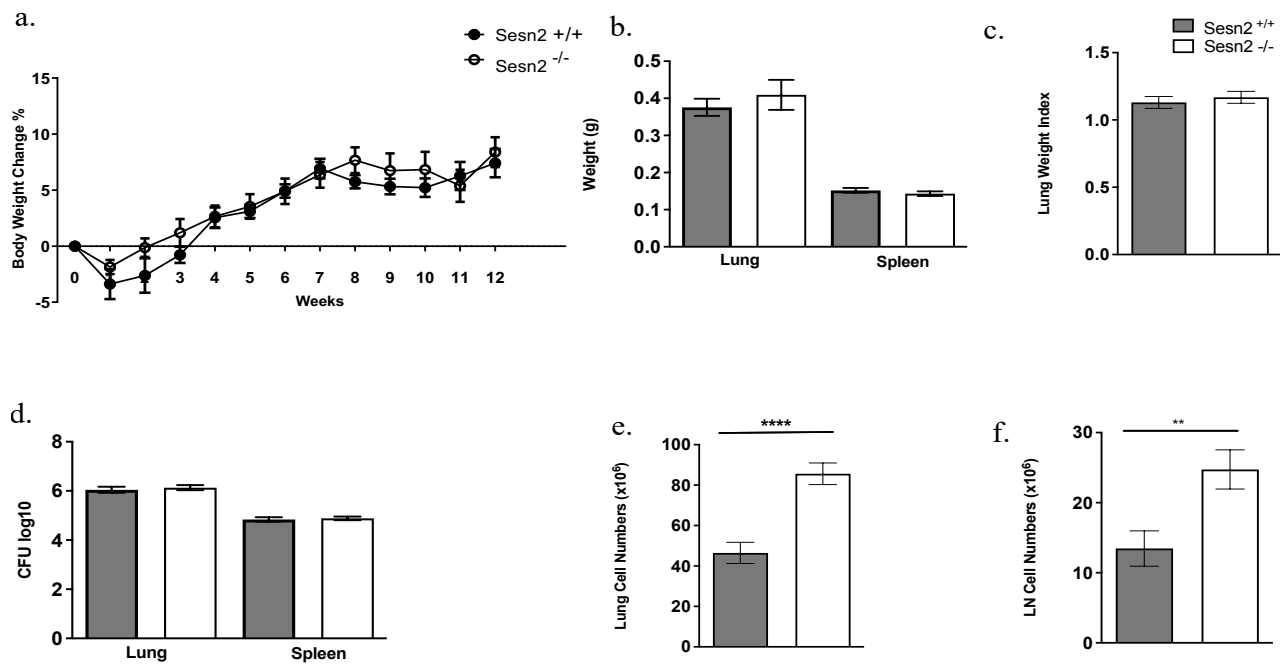 a.
Sesn2 +/+
Sesn2 -/-
Body Weight Change %
15
10
5
0
-5
0 3 4 5 6 7 8 9 10 11 12
Weeks
b.
Weight (g)
0.5
0.4
0.3
0.2
0.1
0.0
Lung Spleen
c.
Sesn2 +/+
Sesn2 -/-
Lung Weight Index
1.5
1.0
0.5
0.0
d.
CFU log10
8
6
4
2
0
Lung Spleen
e.
Lung Cell Numbers (x10⁶)
100
80
60
40
20
0
****
f.
LN Cell Numbers (x10⁶)
30
20
10
0
**